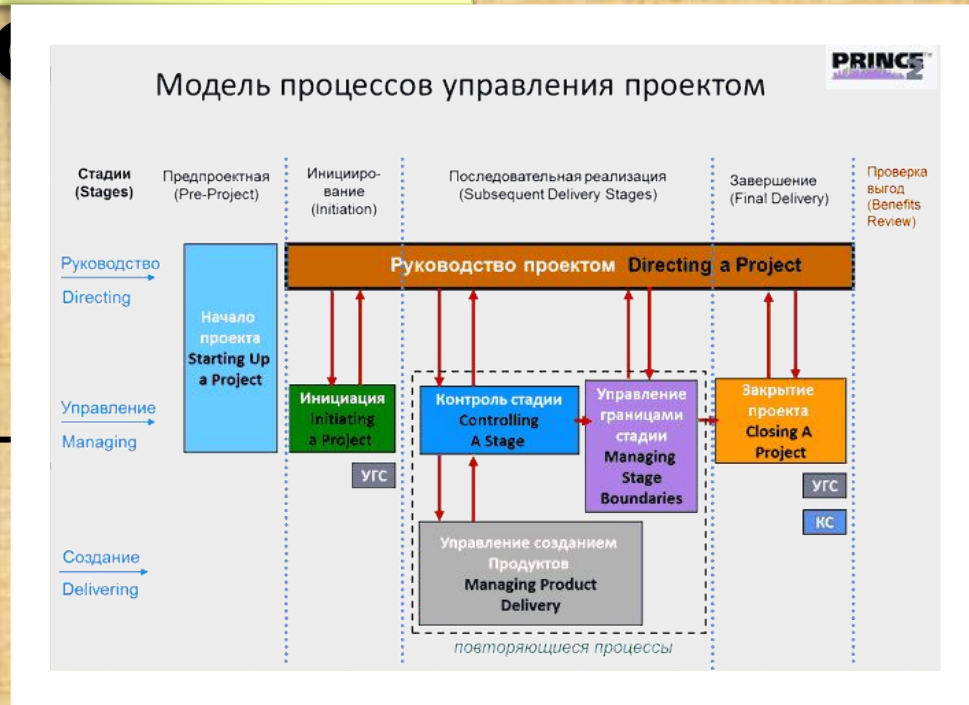 PRINCE2
Модель процессов управления проектом
Стадии
(Stages)
Предпроектная
(Pre-Project)
Иницииро-
вание
(Initiation)
Последовательная реализация
(Subsequent Delivery Stages)
Завершение
(Final Delivery)
Проверка
выгод
(Benefits
Review)
Руководство
Directing
Руководство проектом Directing a Project
Начало
проекта
Starting Up
a Project
Управление
Managing
Инициация
Initiating
a Project
УГС
Контроль стадии
Controlling
A Stage
Управление
границами
стадии
Managing
Stage
Boundaries
Закрытие
проекта
Closing A
Project
УГС
КС
Создание
Delivering
Управление созданием
Продуктов
Managing Product
Delivery
повторяющиеся процессы